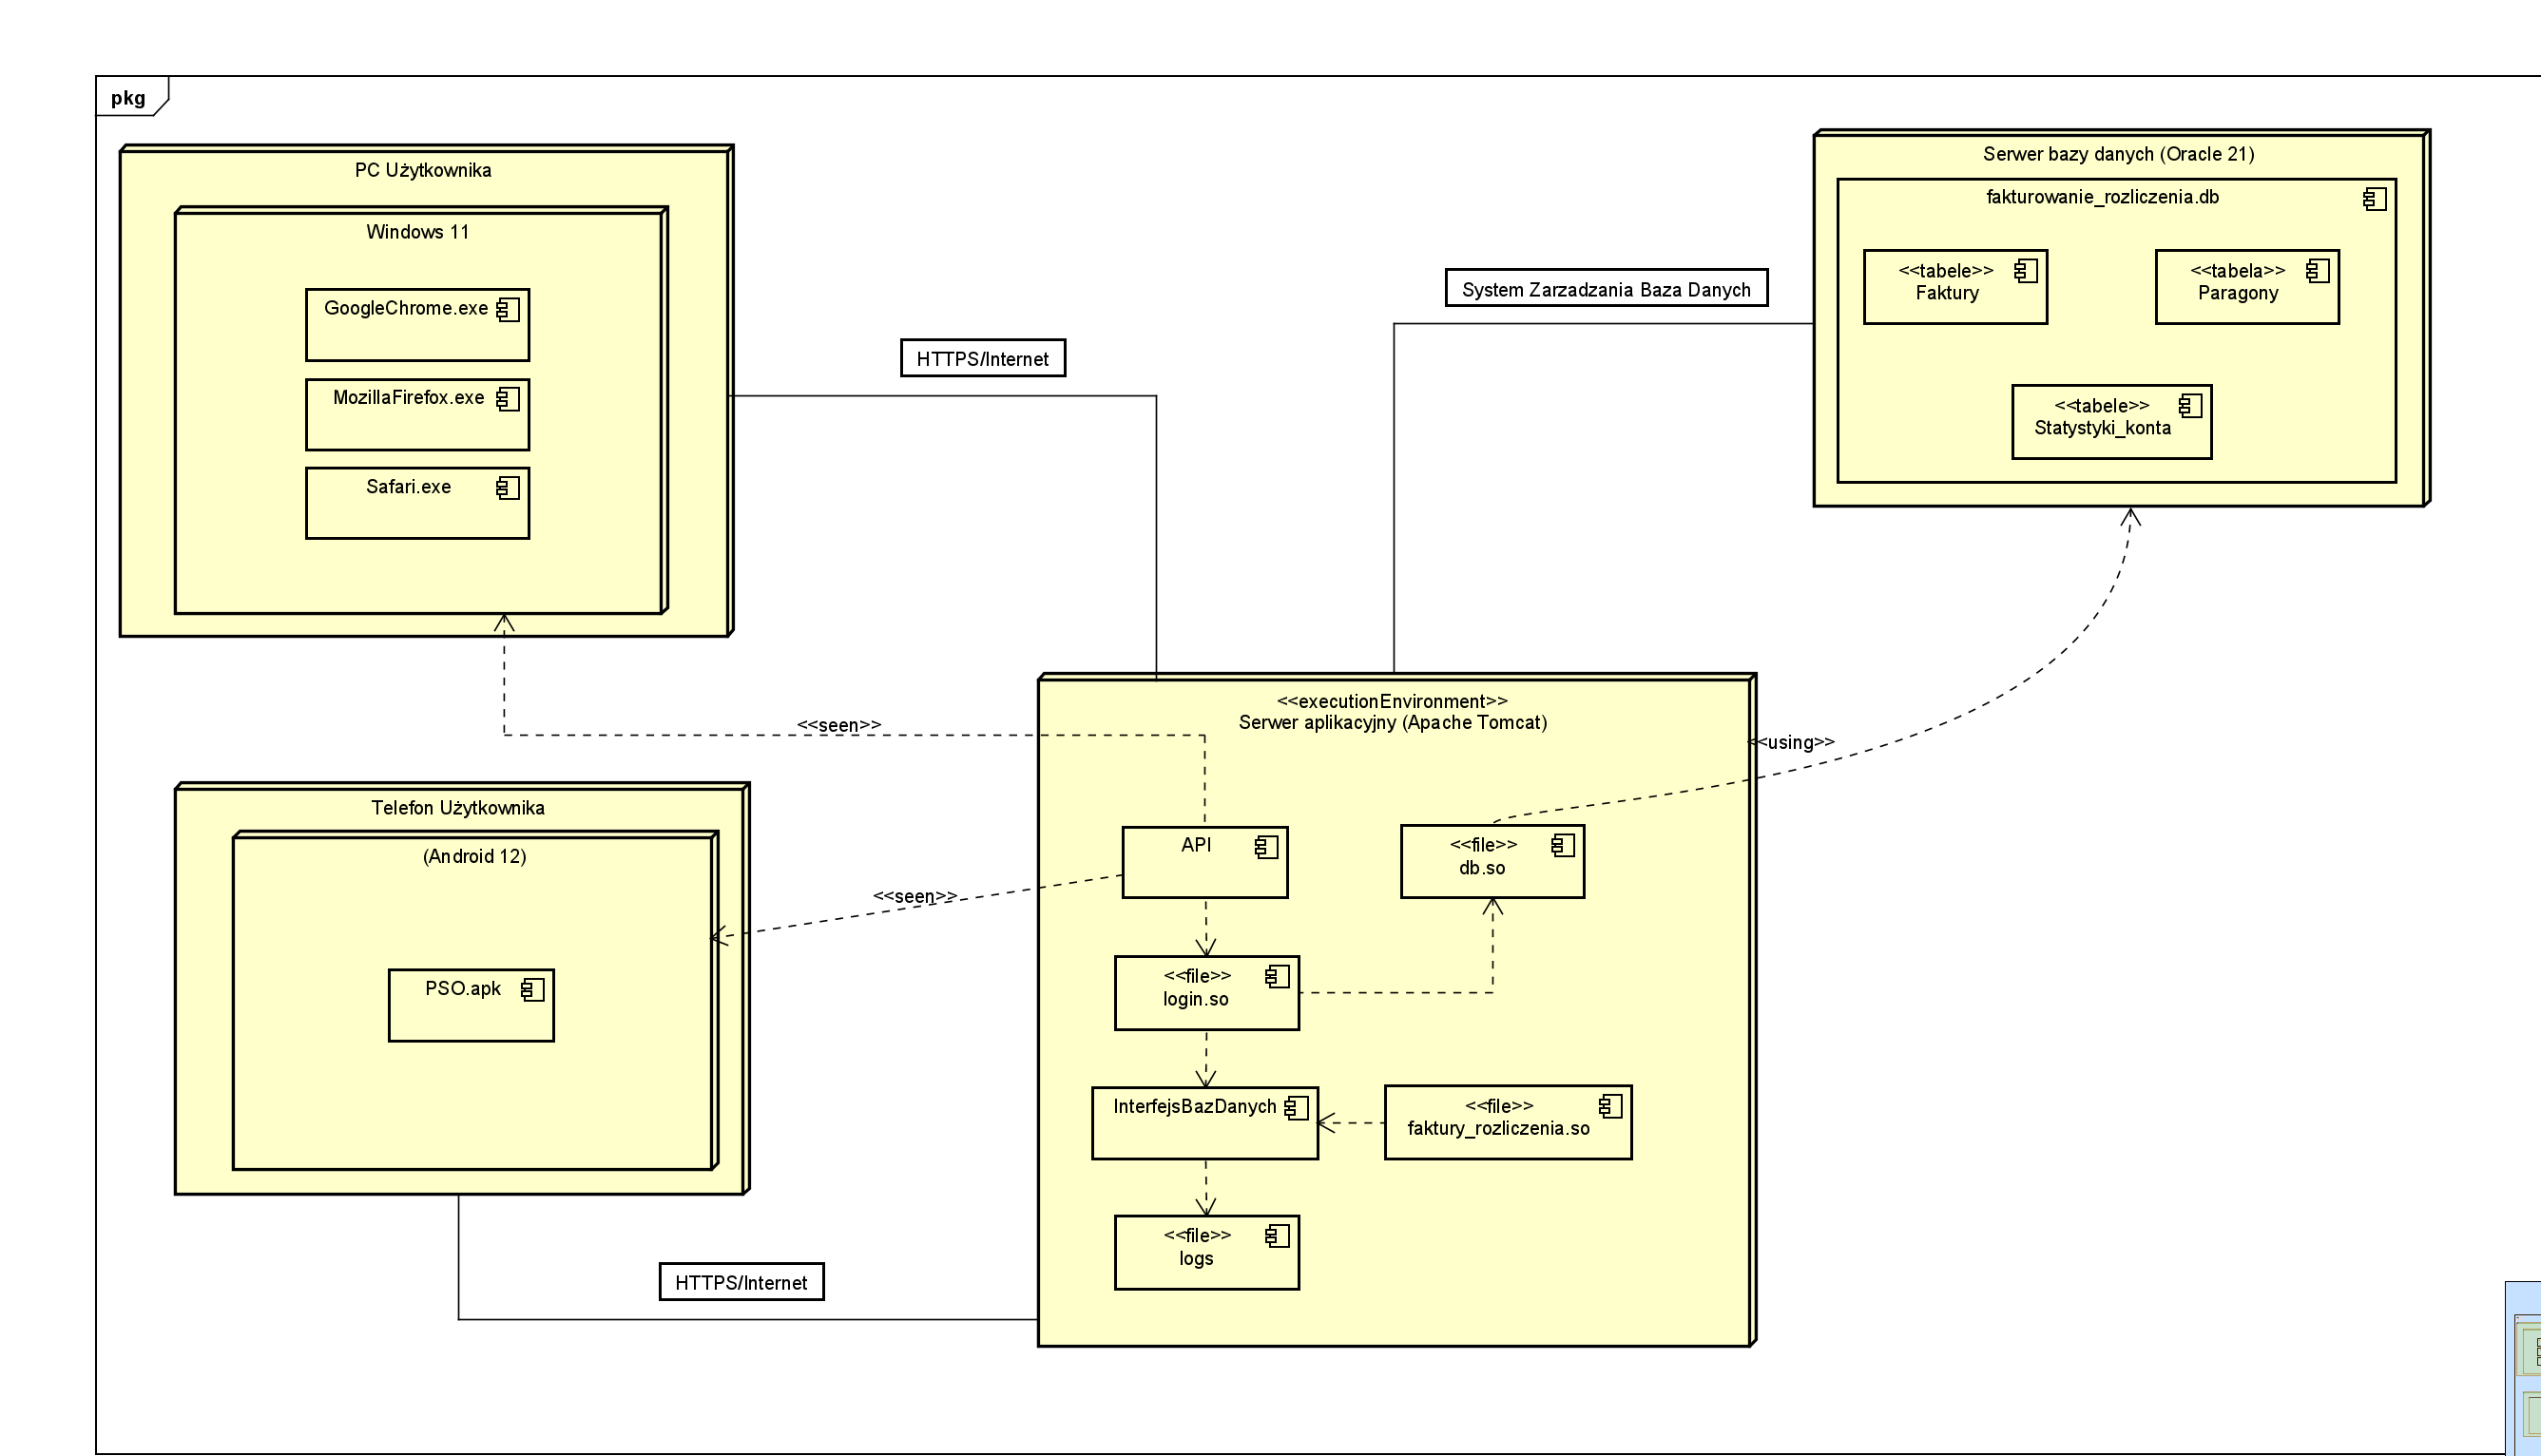 pkg
PC Użytkownika
Windows 11
GoogleChrome.exe
MozillaFirefox.exe
Safari.exe
HTTPS/Internet
System Zarzadzania Baza Danych
Serwer bazy danych (Oracle 21)
fakturowanie_rozliczenia.db
<<tabele>>
Faktury
<<tabela>>
Paragony
<<tabele>>
Statystyki_konta
<<seen>>
<<using>>
Telefon Użytkownika
(Android 12)
PSO.apk
<<seen>>
HTTPS/Internet
<<executionEnvironment>>
Serwer aplikacyjny (Apache Tomcat)
API
<<file>>
db.so
<<file>>
login.so
InterfejsBazDanych
<<file>>
faktury_rozliczenia.so
<<file>>
logs